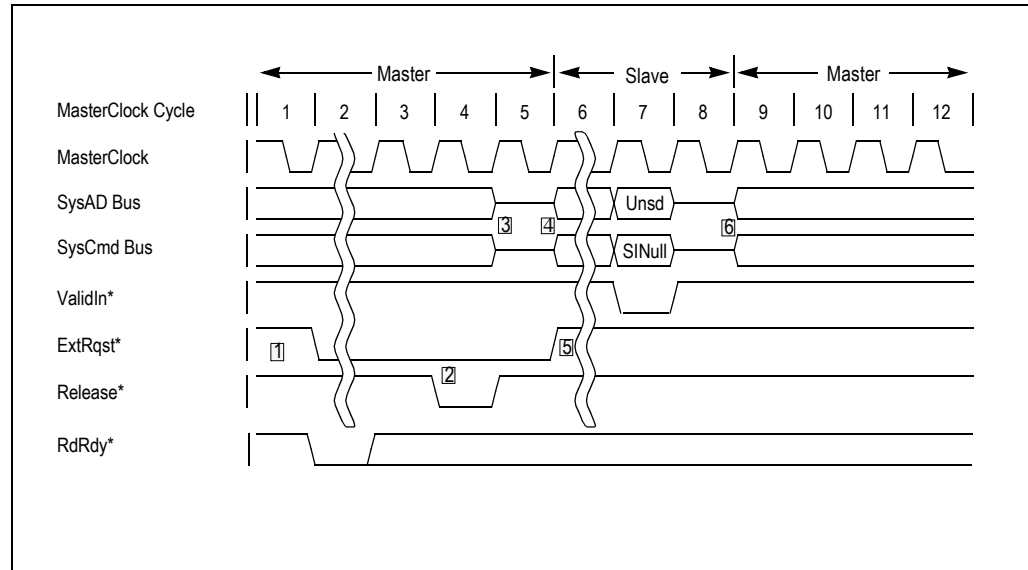 Master Slave Master
MasterClock Cycle 1 2 3 4 5 6 7 8 9 10 11 12
MasterClock
SysAD Bus Unsd
3 4 6
SysCmd Bus SINull
ValidIn*
ExtRqst* 1 5
2
Release*
RdRdy*